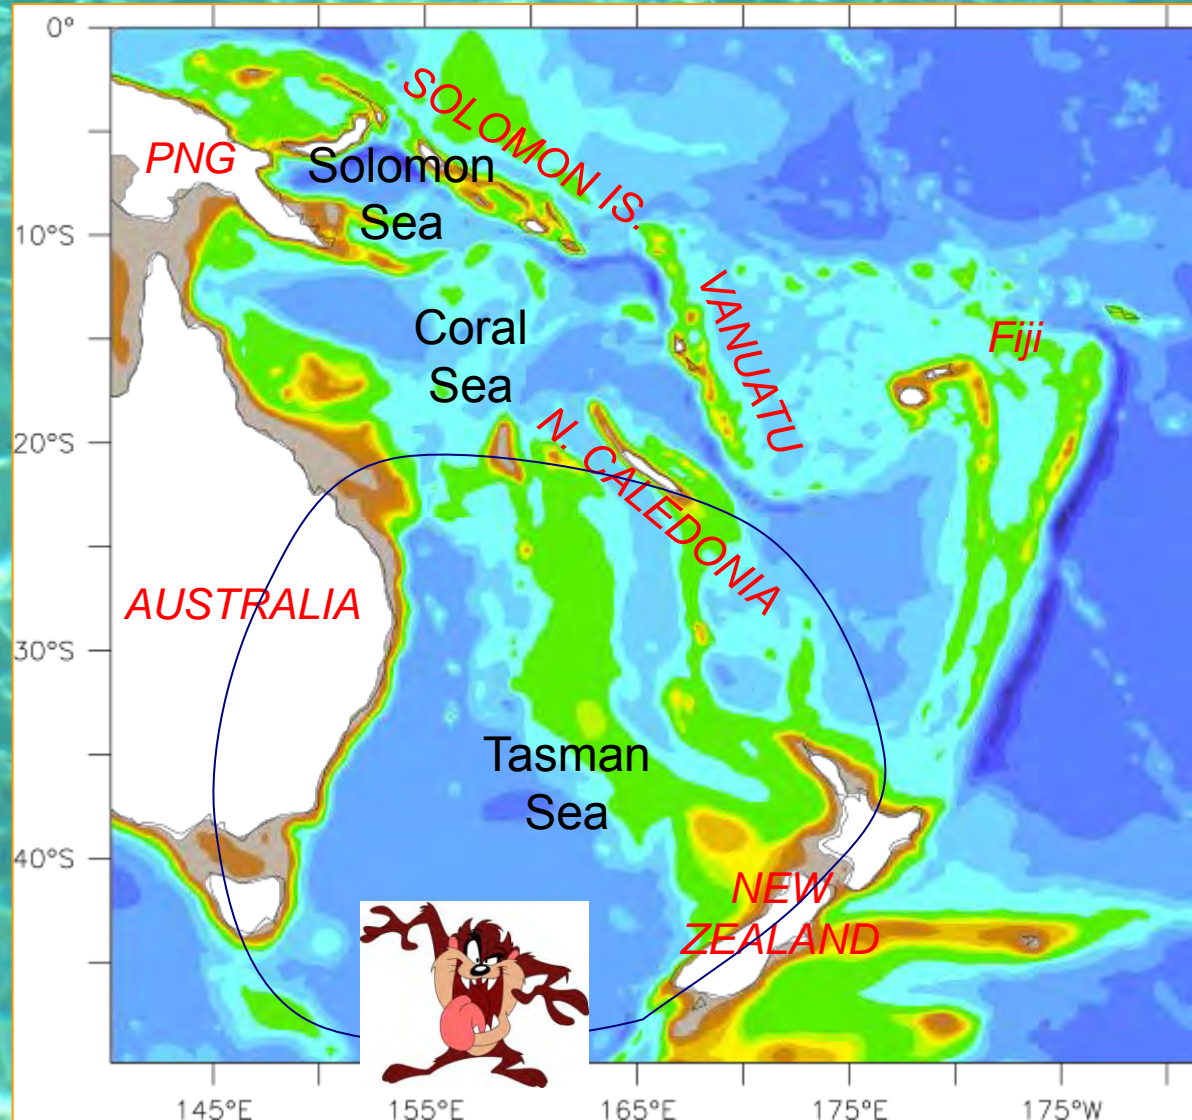 0°
SOLOMON IS.
PNG
Solomon
Sea
10°S
VANUATU
Coral
Sea
Fiji
20°S
N. CALEDONIA
AUSTRALIA
30°S
Tasman
Sea
40°S
NEW
ZEALAND
145°E 155°E 165°E 175°E 175°W